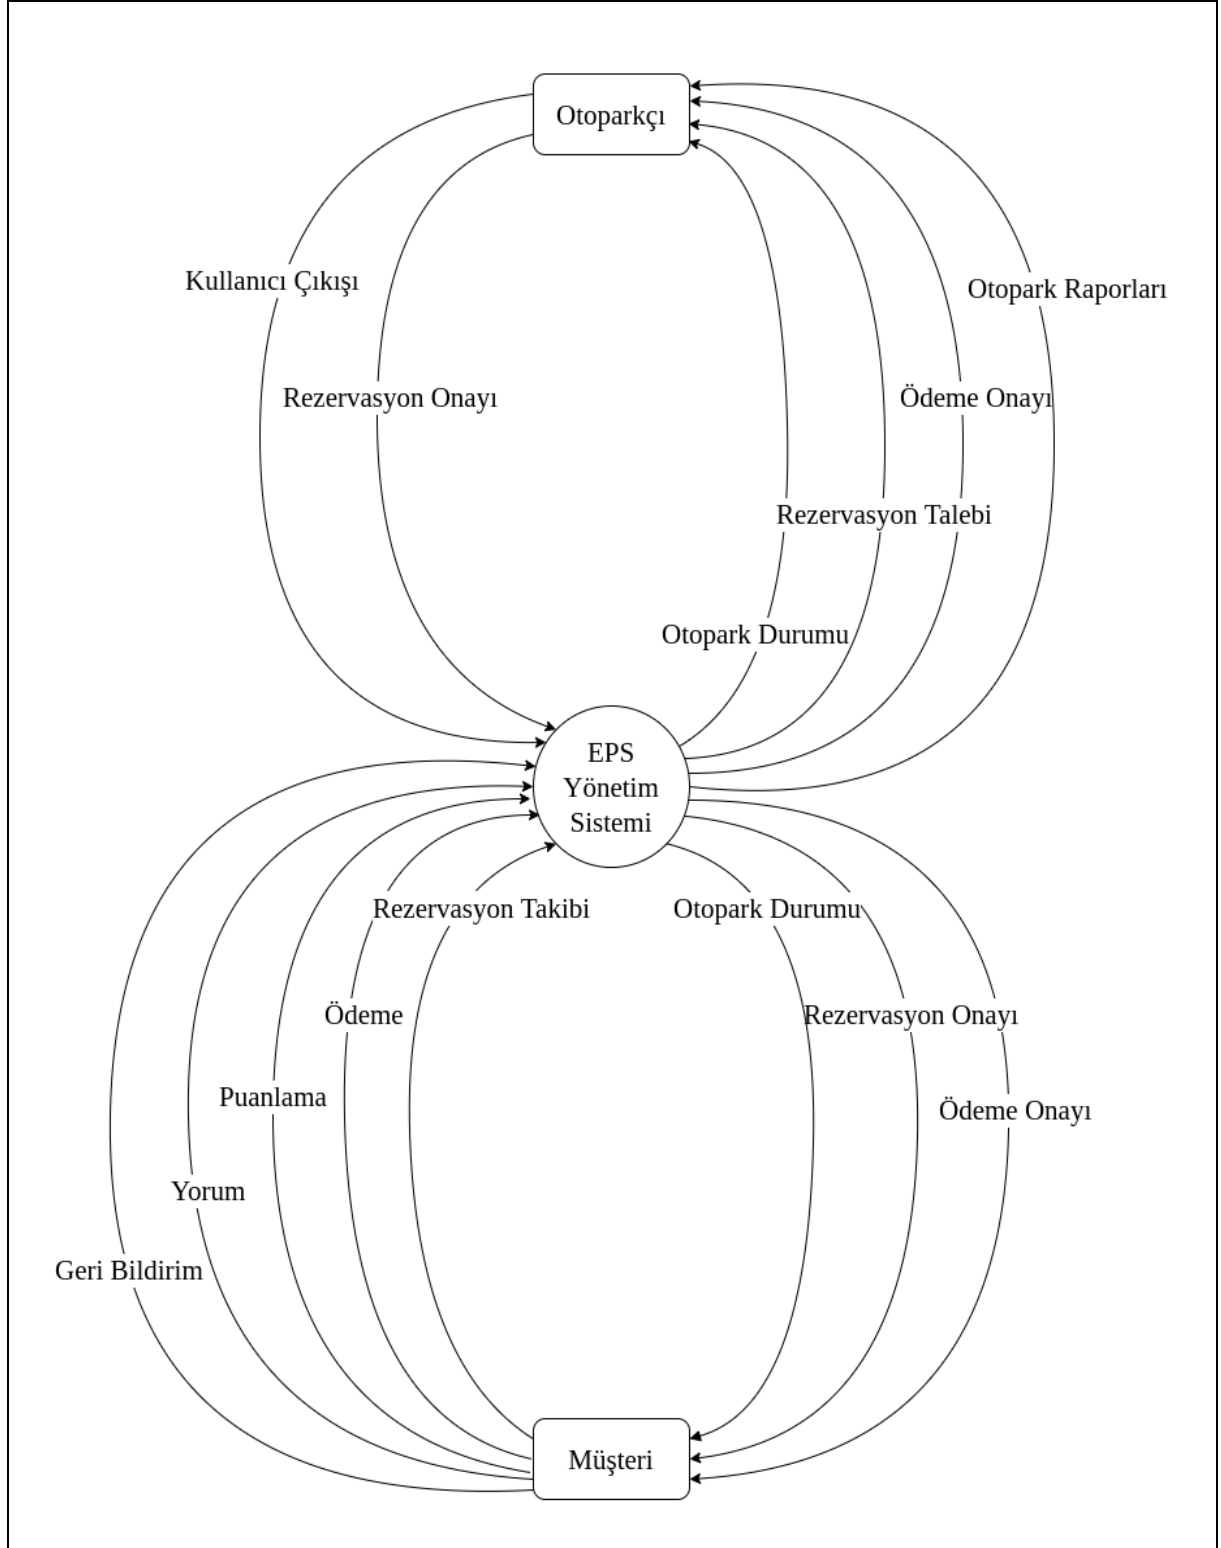 Otoparkçı
Kullanıcı Çıkışı
Otopark Raporları
Rezervasyon Onayı
Ödeme Onayı
Rezervasyon Talebi
Otopark Durumu
EPS
Yönetim
Sistemi
Rezervasyon Takibi
Otopark Durumu
Ödeme
Rezervasyon Onayı
Puanlama
Ödeme Onayı
Yorum
Geri Bildirim
Müşteri